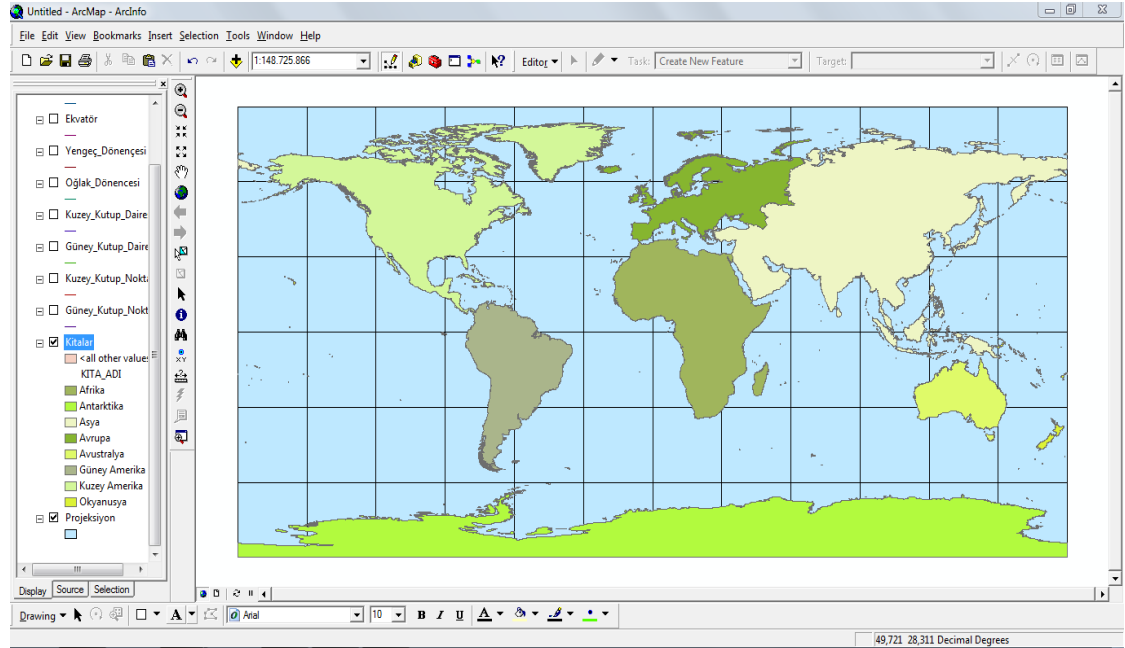 Untitled - ArcMap - ArcInfo
File Edit View Bookmarks Insert Selection Tools Window Help
1:148.725.866
Editor
Task: Create New Feature
Target:
Ekvatör
Yengeç_Dönençesi
Oğlak_Dönencesi
Kuzey_Kutup_Daire
Güney_Kutup_Daire
Kuzey_Kutup_Nokta
Güney_Kutup_Nokt
Kitalar
<all other values
KITA_ADI
Afrika
Antarktika
Asya
Avrupa
Avustralya
Güney Amerika
Kuzey Amerika
Okyanusya
Projeksiyon
Display Source Selection
Drawing A Arial 10 B I U A
49,721 28,311 Decimal Degrees